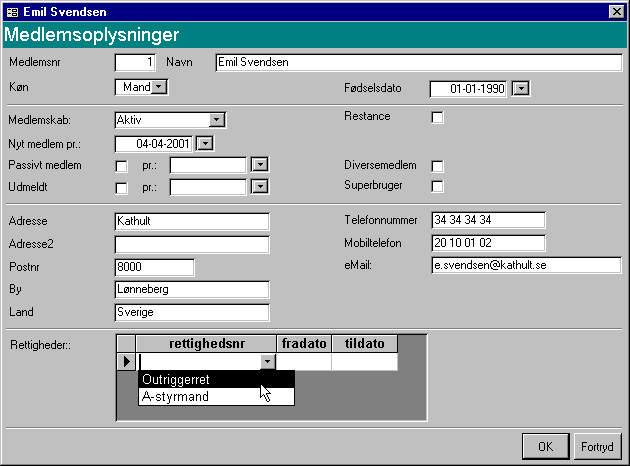 Emil Svendsen
Medlemsoplysninger
Medlemsnr 1 Navn Emil Svendsen
Køn Mand Fødselsdato 01-01-1990
Medlemskab: Aktiv Restance
Nyt medlem pr.: 04-04-2001
Passivt medlem pr.: Diversemedlem
Udmeldt pr.: Superbruger
Adresse Kathult Telefonnummer 34 34 34 34
Adresse2 Mobiltelefon 20 10 01 02
Postnr 8000 eMail: e.svendsen@kathult.se
By Lønneberg
Land Sverige
Rettigheder:: rettighedsnr fradato tildato
Outriggerret
A-styrmand
OK Fortryd